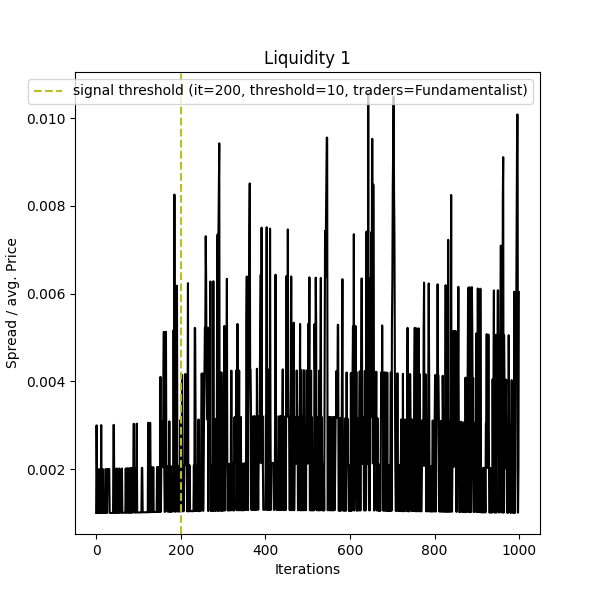 Liquidity 1
signal threshold (it=200, threshold=10, traders=Fundamentalist)
0.010
0.008
0.006
0.004
0.002
Spread / avg. Price
0 200 400 600 800 1000
Iterations